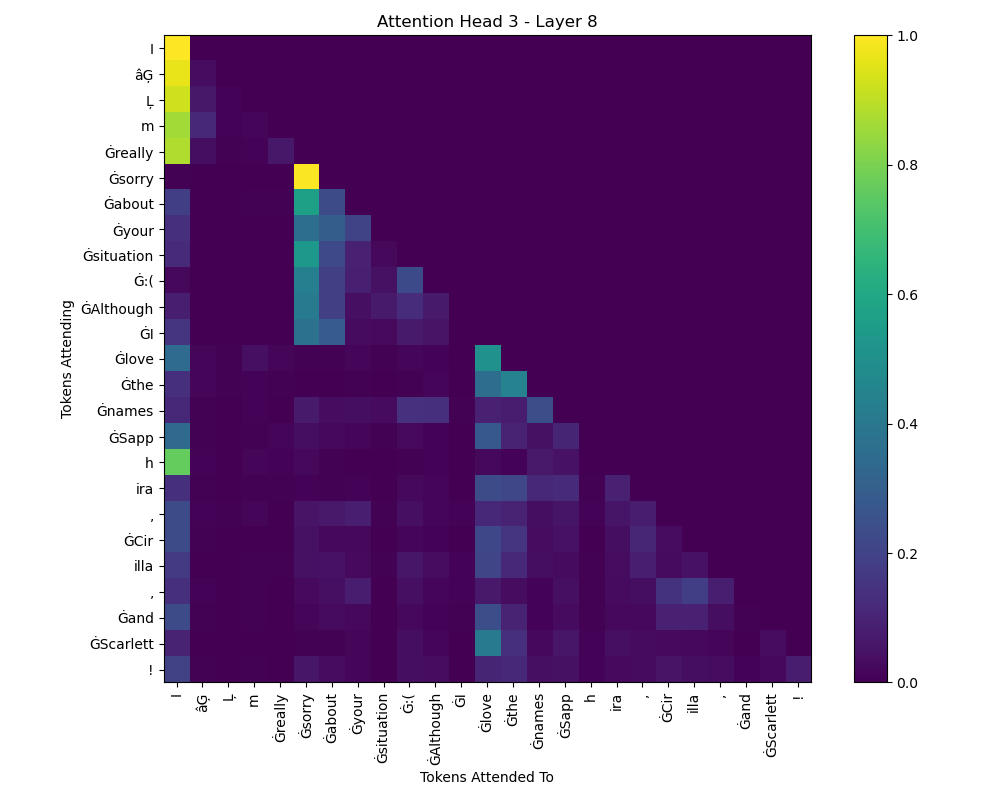 Attention Head 3 - Layer 8
Tokens Attending
I
âĢ
Ļ
m
Ġreally
Ġsorry
Ġabout
Ġyour
Ġsituation
Ġ:(
ĠAlthough
ĠI
Ġlove
Ġthe
Ġnames
ĠSapp
h
ira
,
ĠCir
illa
,
Ġand
ĠScarlett
!
I
âĢ
Ļ
m
Ġreally
Ġsorry
Ġabout
Ġyour
Ġsituation
Ġ:(
ĠAlthough
ĠI
Ġlove
Ġthe
Ġnames
ĠSapp
h
ira
,
ĠCir
illa
,
Ġand
ĠScarlett
!
Tokens Attended To
1.0
0.8
0.6
0.4
0.2
0.0